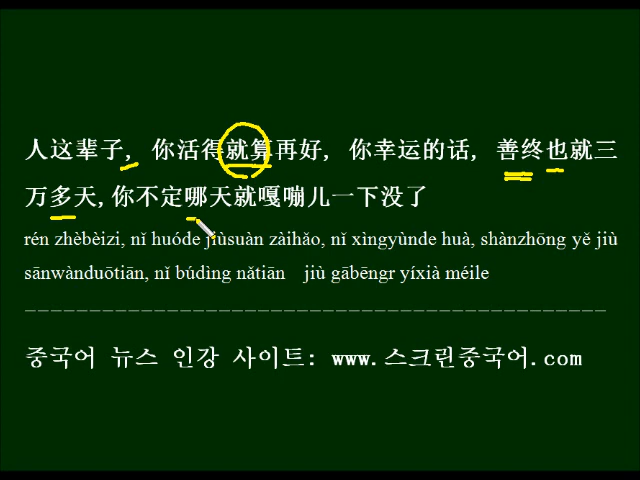 人这辈子, 你活得就算再好, 你幸运的话, 善终也就三
万多天, 你不定哪天就嘎嘣儿一下没了
rén zhèbèizi, nǐ huóde jiùsuàn zàihǎo, nǐ xìngyùnde huà, shànzhōng yě jiù
sānwànduōtiān, nǐ búdìng nǎtiān jiù gābēngr yíxià méile
중국어 뉴스 인강 사이트: www.스크린중국어.com